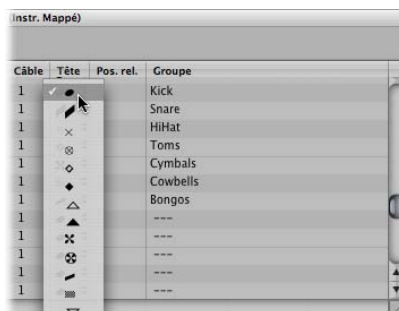 Instr. Mappé)
Câble Tête Pos. rel. Groupe
1 Kick
1 Snare
1 HiHat
1 Toms
1 Cymbals
1 Cowbells
1 Bongos
1 ---
1 ---
1 ---
1 ---
1 ---